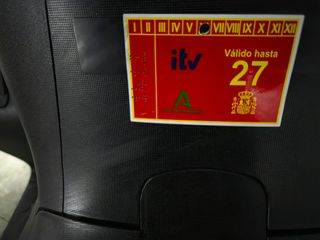 I II III IV V VII VIII IX X XI XII
itv
Válido hasta
27